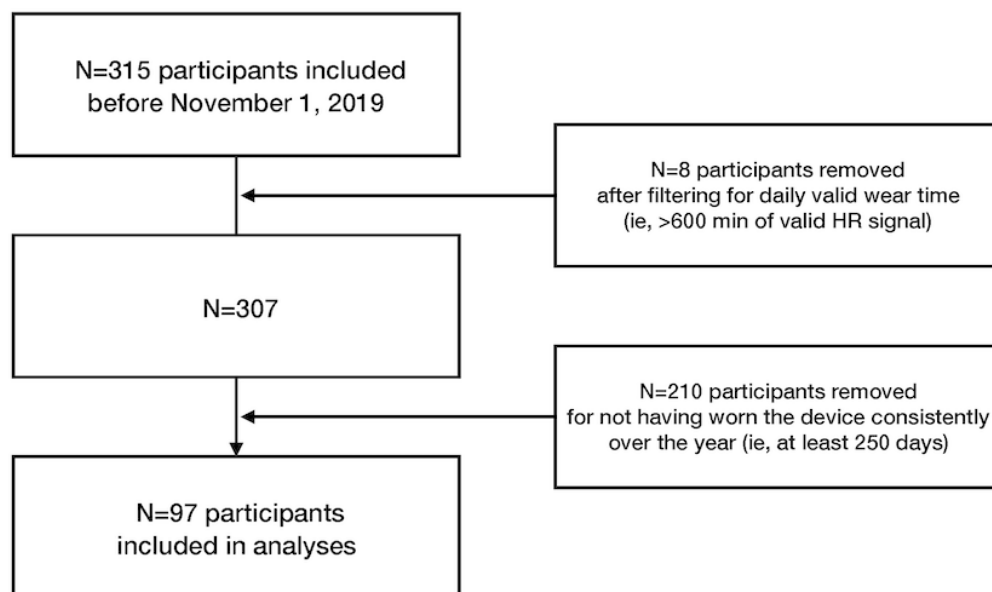 N=315 participants included
before November 1, 2019
N=8 participants removed
after filtering for daily valid wear time
(ie, >600 min of valid HR signal)
N=307
N=210 participants removed
for not having worn the device consistently
over the year (ie, at least 250 days)
N=97 participants
included in analyses